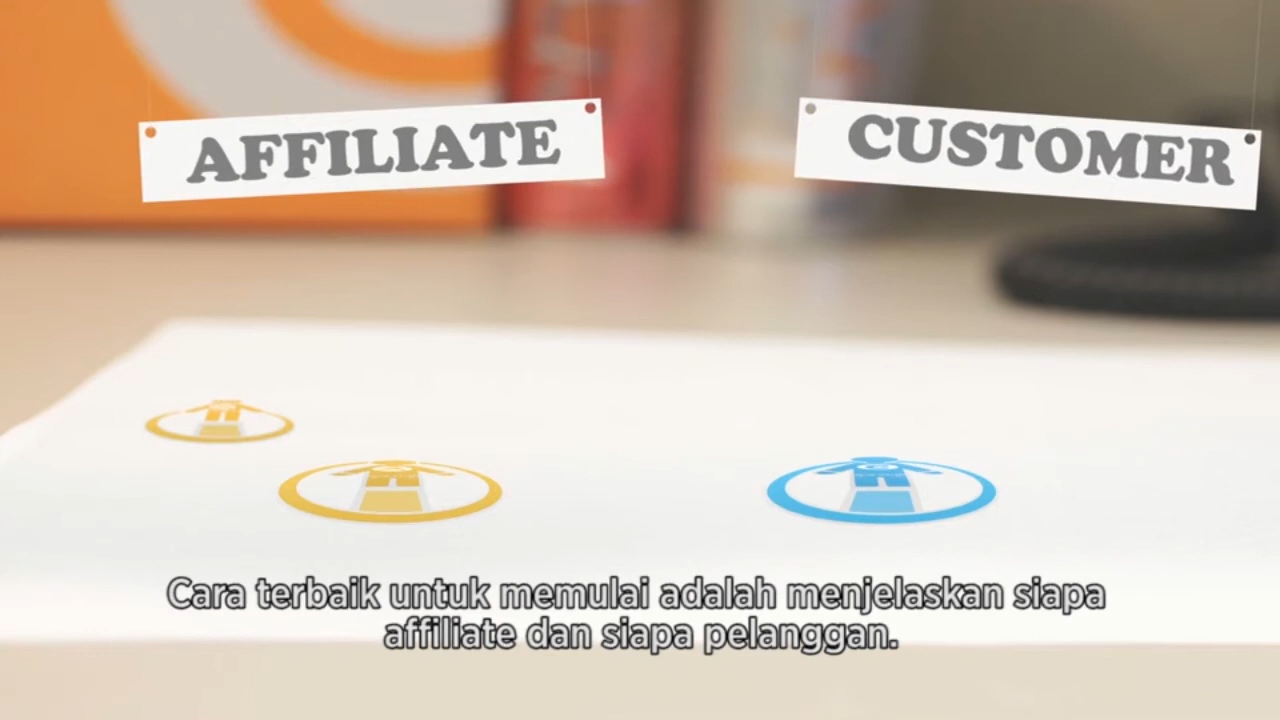 AFFILIATE
CUSTOMER
Cara terbaik untuk memulai adalah menjelaskan siapa
affiliate dan siapa pelanggan.